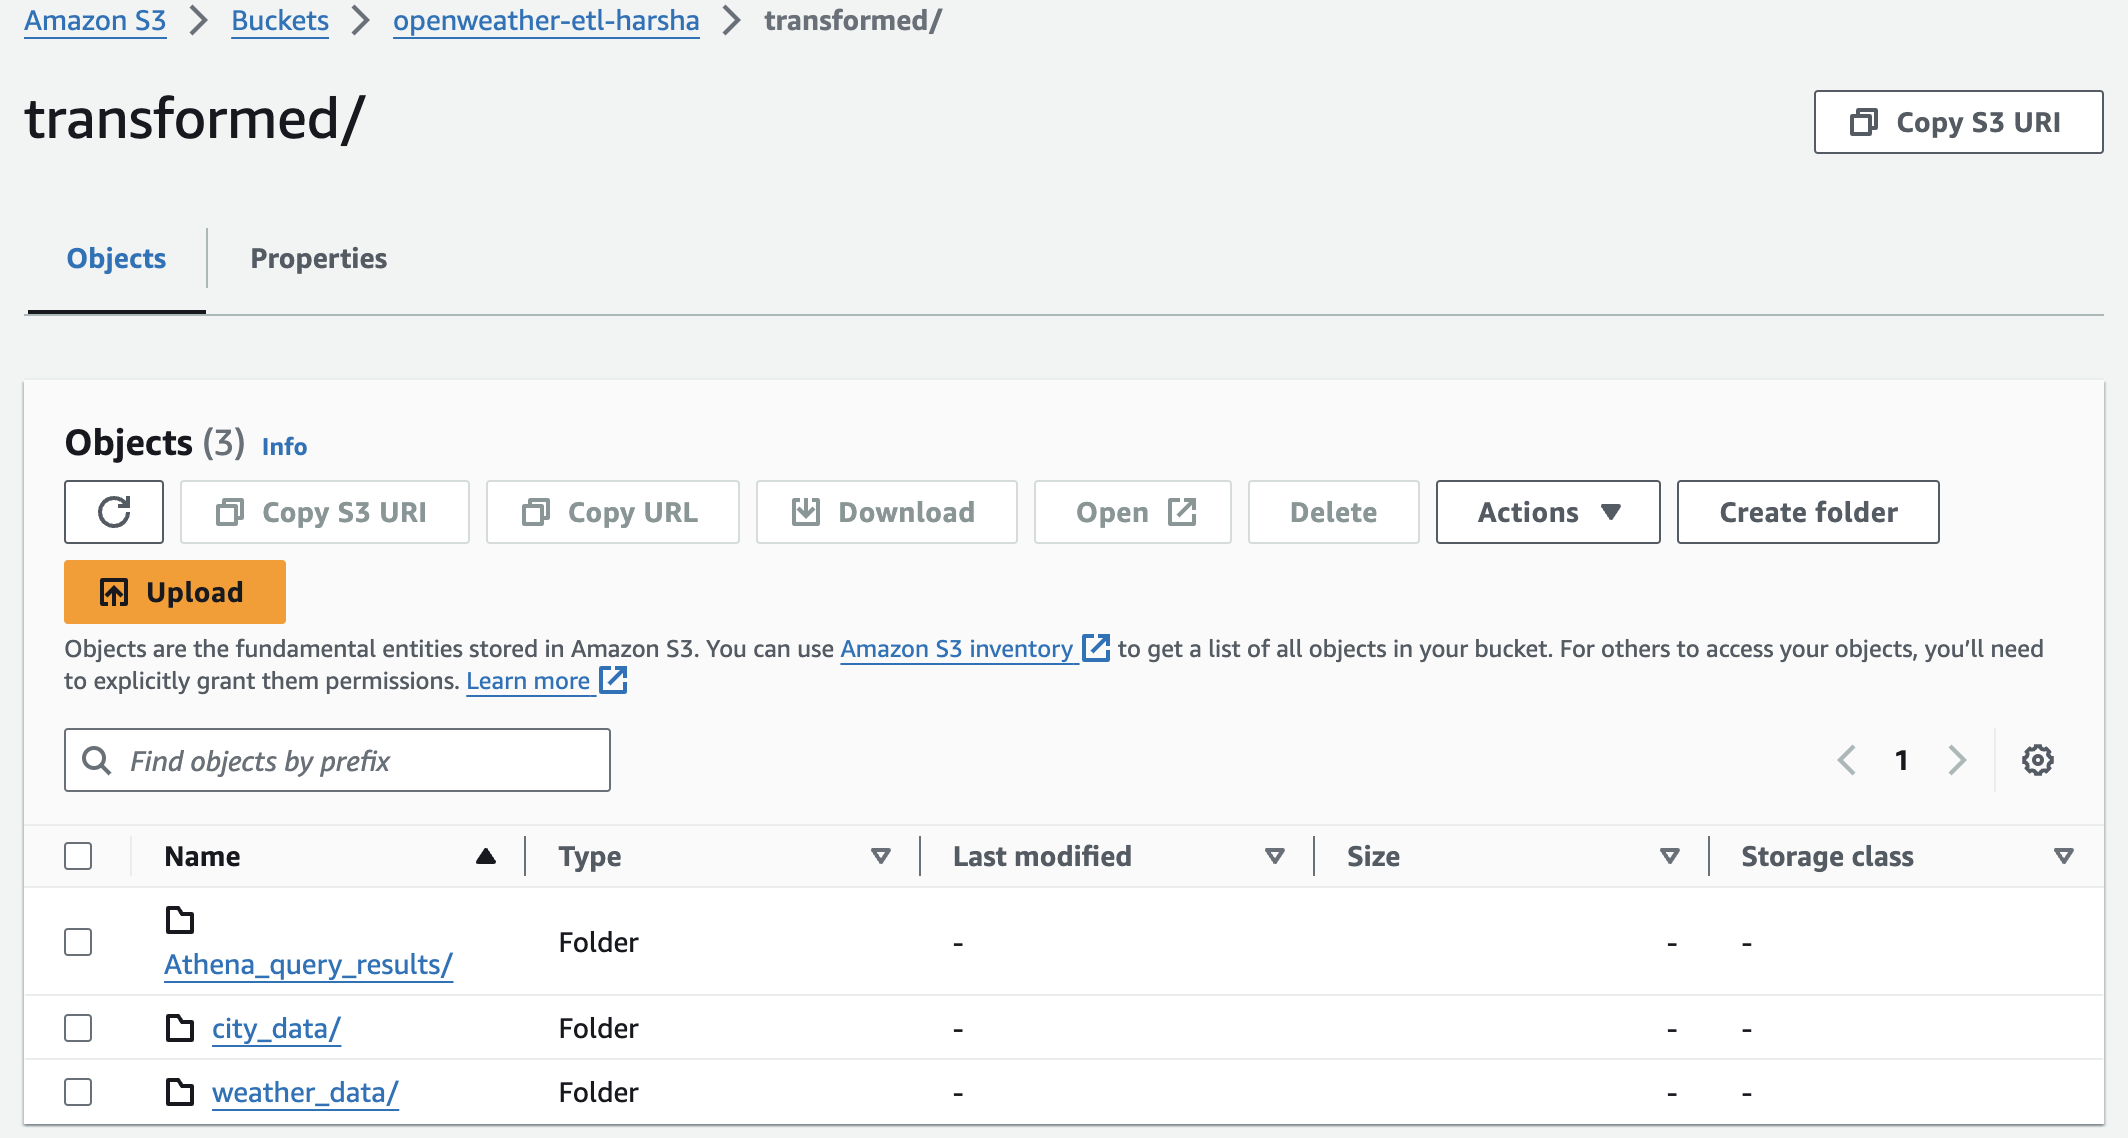 Amazon S3 > Buckets > openweather-etl-harsha > transformed/
transformed/
Copy S3 URI
Objects Properties
Objects (3) Info
Copy S3 URI Copy URL Download Open Delete Actions Create folder
Upload
Objects are the fundamental entities stored in Amazon S3. You can use Amazon S3 inventory to get a list of all objects in your bucket. For others to access your objects, you’ll need
to explicitly grant them permissions. Learn more
Find objects by prefix
1
Name Type Last modified Size Storage class
Athena_query_results/ Folder - - -
city_data/ Folder - - -
weather_data/ Folder - - -